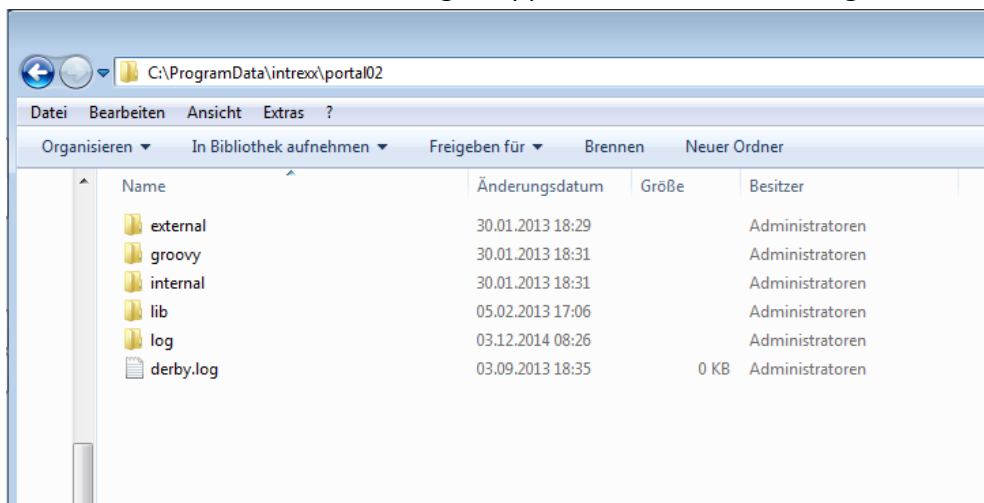 C:\ProgramData\intrexx\portal02
Datei Bearbeiten Ansicht Extras ?
Organisieren In Bibliothek aufnehmen Freigeben für Brennen Neuer Ordner
Name Änderungsdatum Größe Besitzer
external 30.01.2013 18:29 Administratoren
groovy 30.01.2013 18:31 Administratoren
internal 30.01.2013 18:31 Administratoren
lib 05.02.2013 17:06 Administratoren
log 03.12.2014 08:26 Administratoren
derby.log 03.09.2013 18:35 0 KB Administratoren